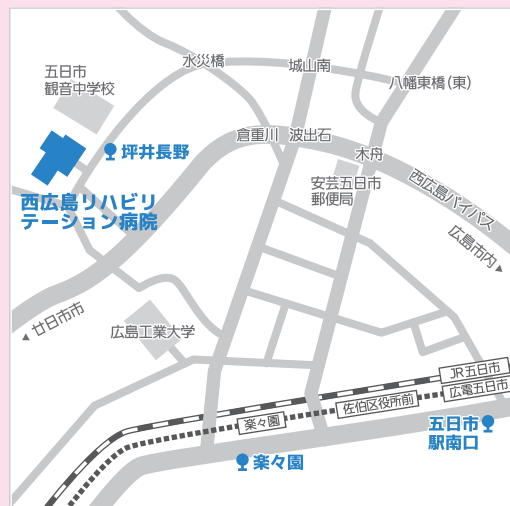 水災橋
城山南
五日市
観音中学校
八幡東橋(東)
倉重川
波出石
木舟
坪井長野
安芸五日市
郵便局
西広島バイパス
西広島リハビリ
テーション病院
広島市内
廿日市市
広島工業大学
JR五日市
広電五日市
佐伯区役所前
楽々園
五日市
駅南口
楽々園